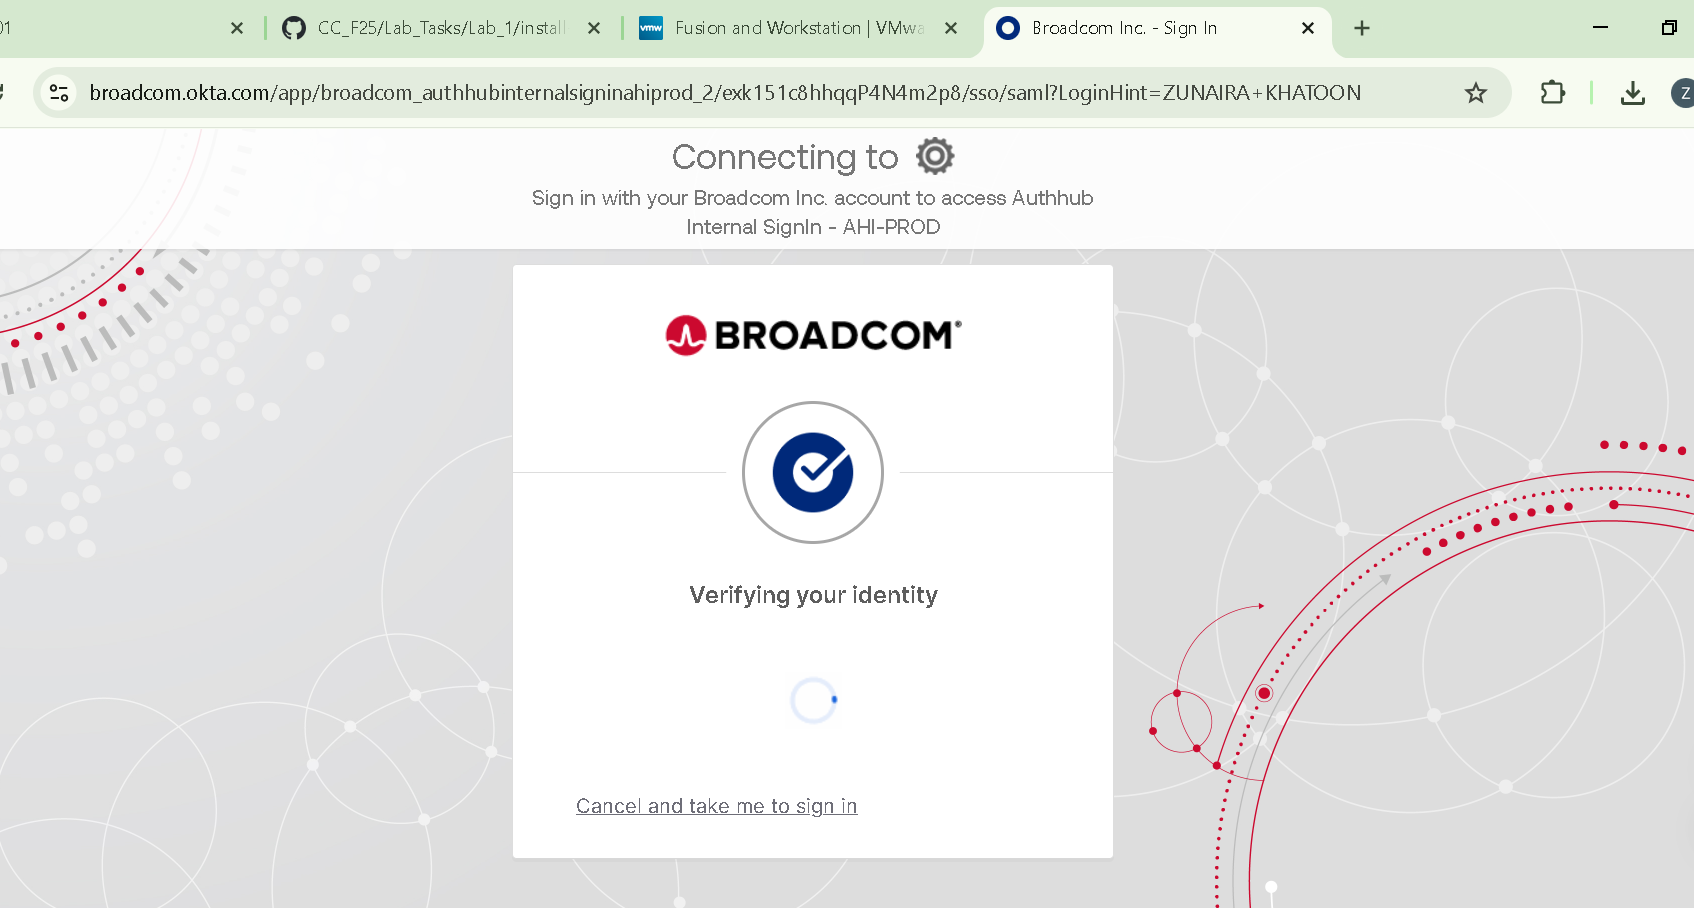 01
CC_F25/Lab_Tasks/Lab_1/install
vmw
Fusion and Workstation | VMwa
Broadcom Inc. - Sign In
broadcom.okta.com/app/broadcom_authhubinternalsigninahiprod_2/exk151c8hhqqP4N4m2p8/sso/saml?LoginHint=ZUNAIRA+KHATOON
Z
Connecting to
Sign in with your Broadcom Inc. account to access Authhub
Internal SignIn - AHI-PROD
BROADCOM®
Verifying your identity
Cancel and take me to sign in